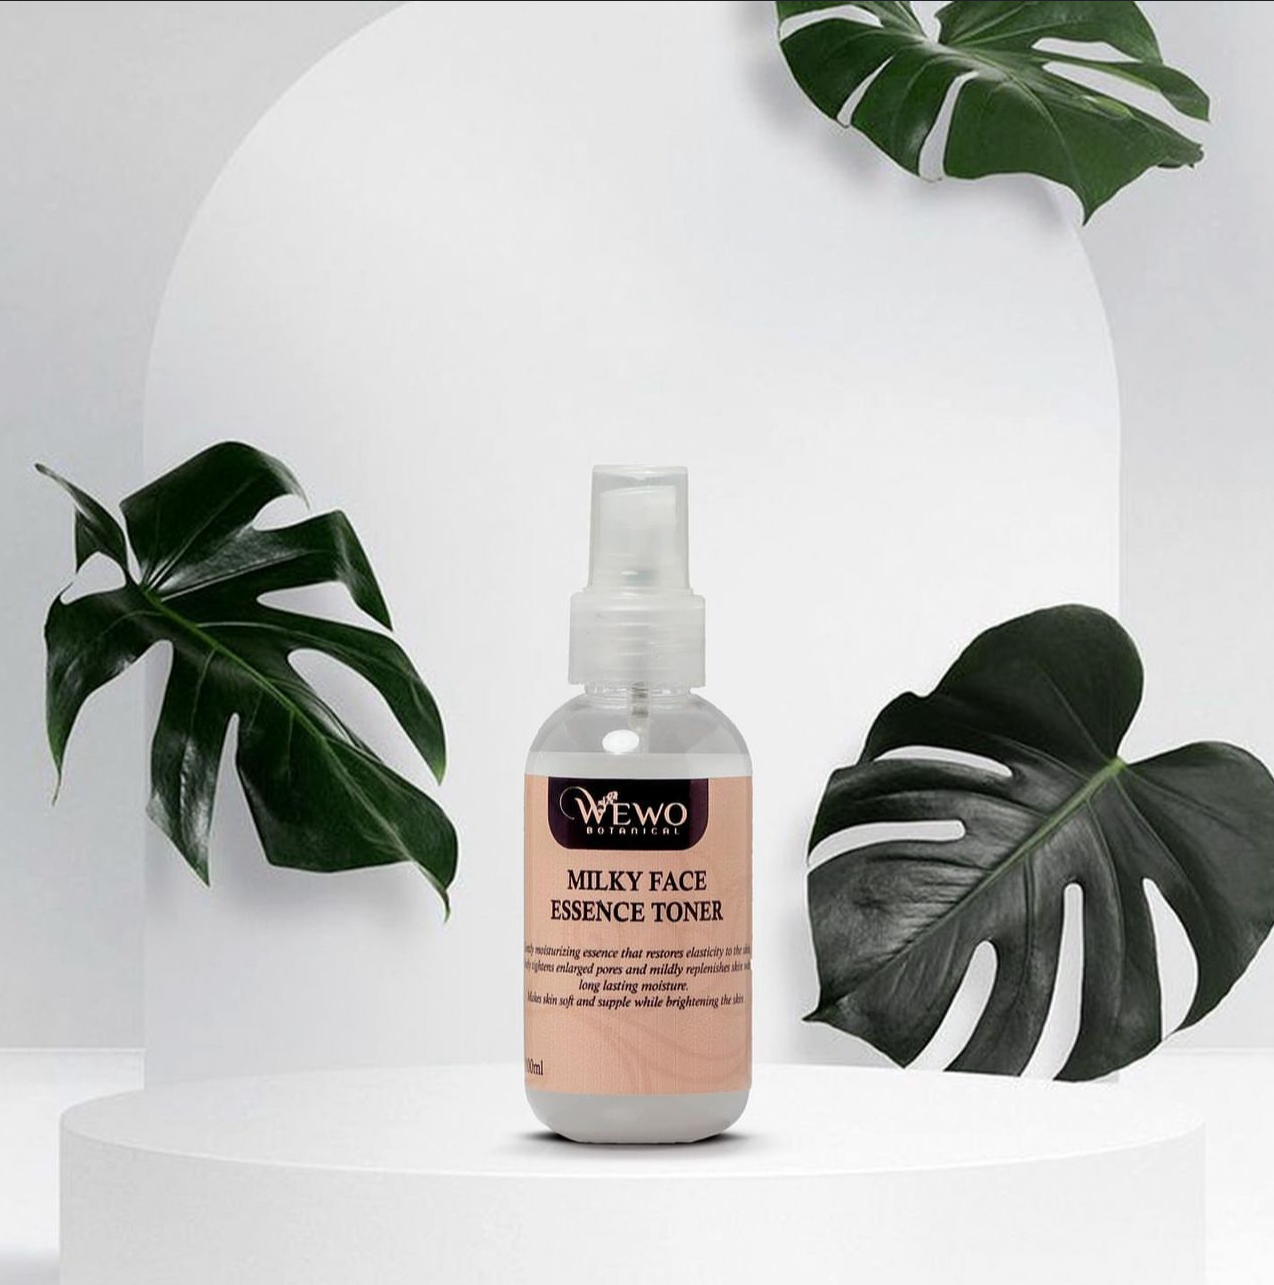 WEWO
BOTANICAL
MILKY FACE
ESSENCE TONER
moisturizing essence that restores elasticity to the
tightens enlarged pores and mildly replenishes skin
long lasting moisture.
Makes skin soft and supple while brightening the skin